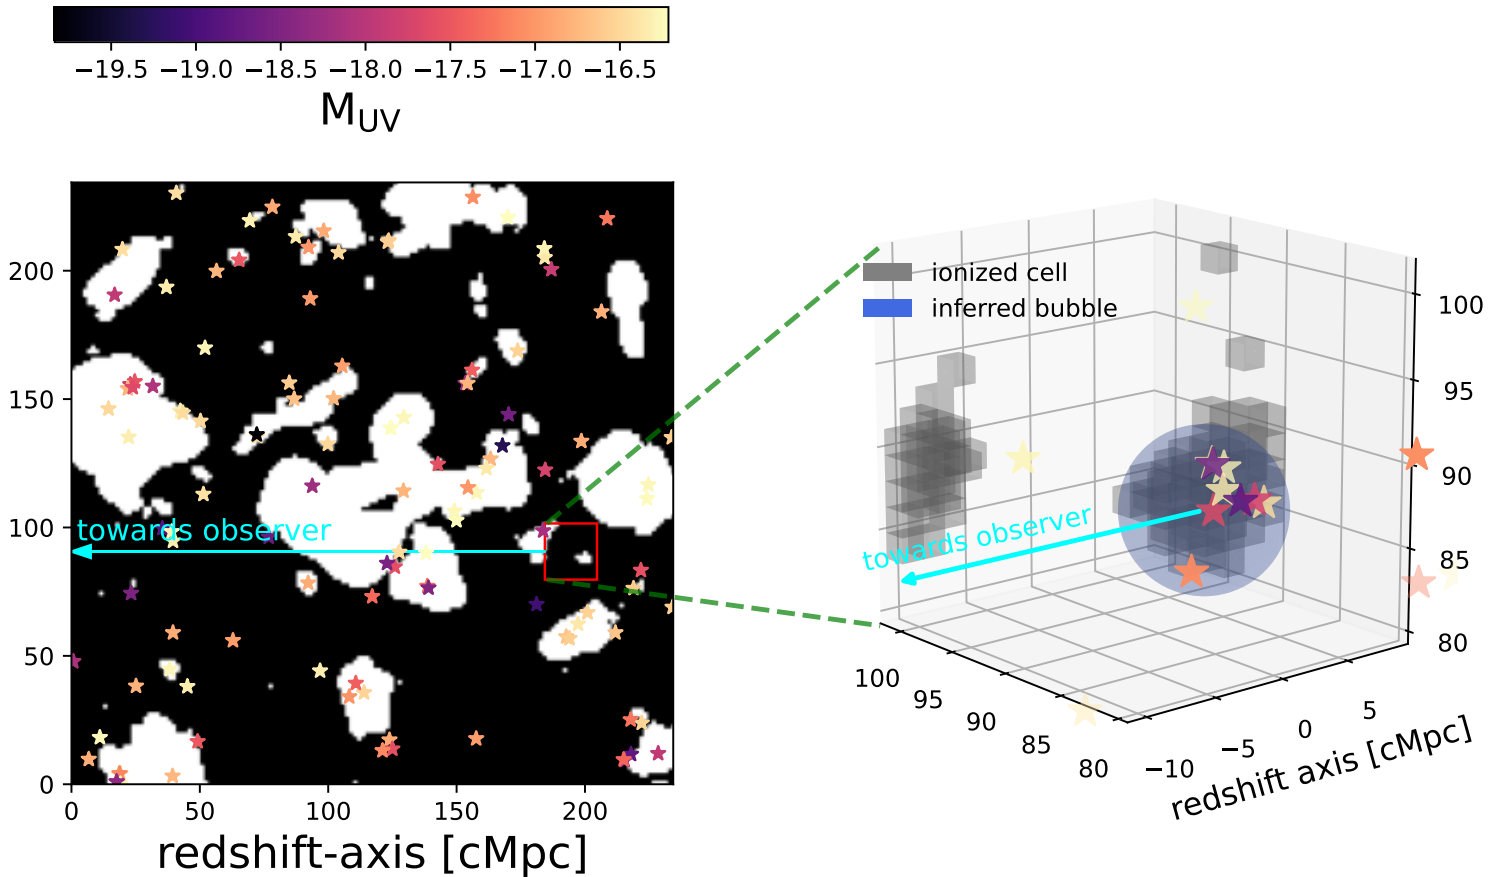 −19.5 −19.0 −18.5 −18.0 −17.5 −17.0 −16.5
M_UV
200
150
100
50
0
towards observer
0 50 100 150 200
redshift-axis [cMpc]
ionized cell
inferred bubble
towards observer
100
95
90
85
80
100 95 90 85 80
−10 −5 0 5
redshift axis [cMpc]